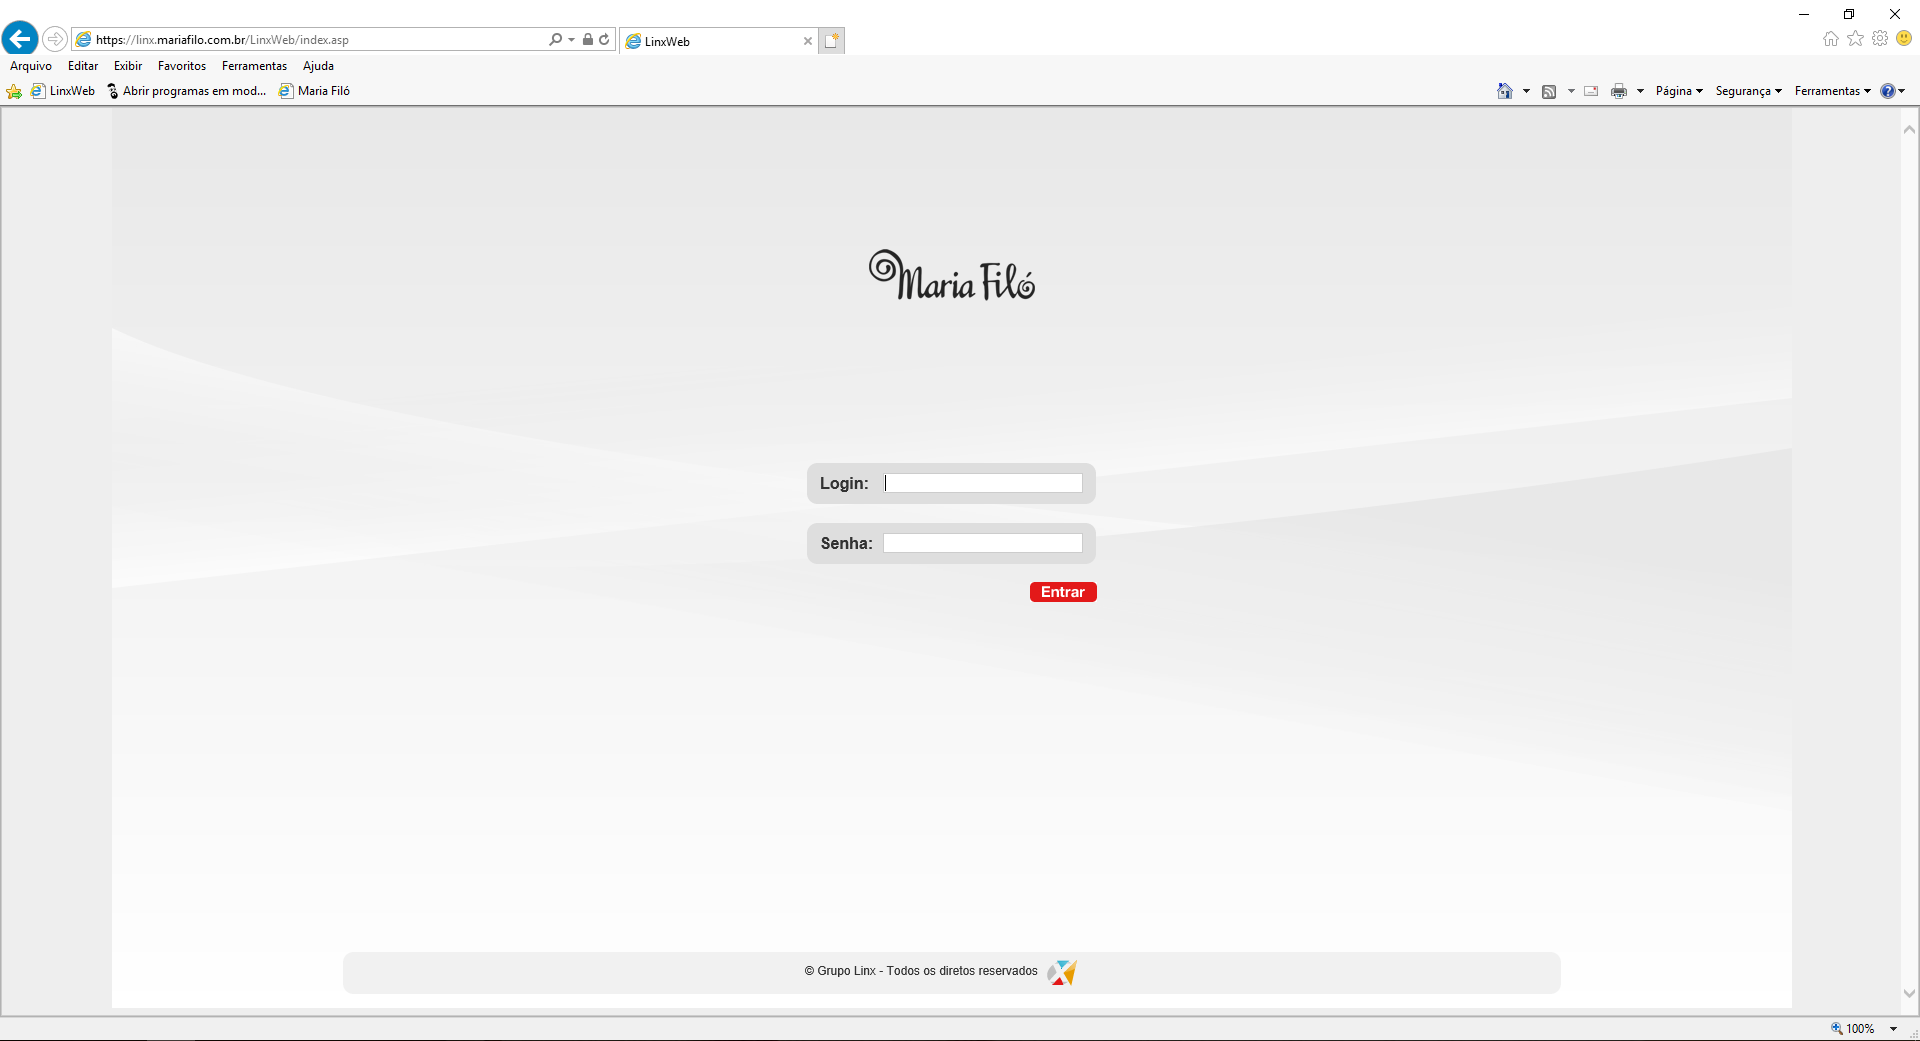 https://linx.mariafilo.com.br/LinxWeb/index.asp
LinxWeb
Arquivo Editar Exibir Favoritos Ferramentas Ajuda
LinxWeb Abrir programas em mod... Maria Filó
Página Segurança Ferramentas
Maria Filó
Login:
Senha:
Entrar
© Grupo Linx - Todos os diretos reservados
100%